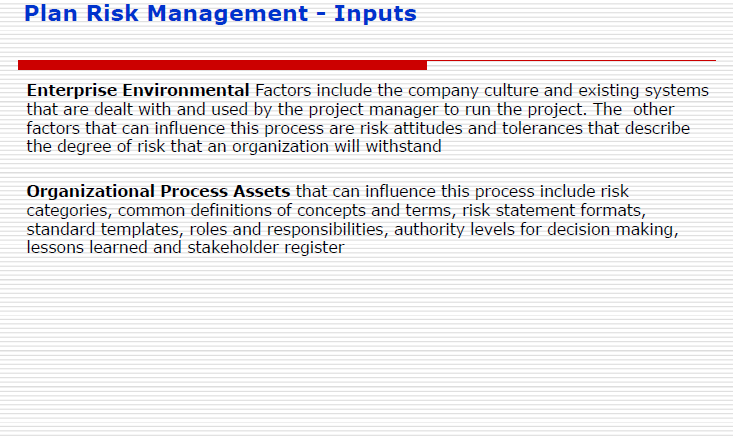 Plan Risk Management - Inputs
Enterprise Environmental Factors include the company culture and existing systems
that are dealt with and used by the project manager to run the project. The  other
factors that can influence this process are risk attitudes and tolerances that describe
the degree of risk that an organization will withstand
Organizational Process Assets that can influence this process include risk
categories, common definitions of concepts and terms, risk statement formats,
standard templates, roles and responsibilities, authority levels for decision making,
lessons learned and stakeholder register